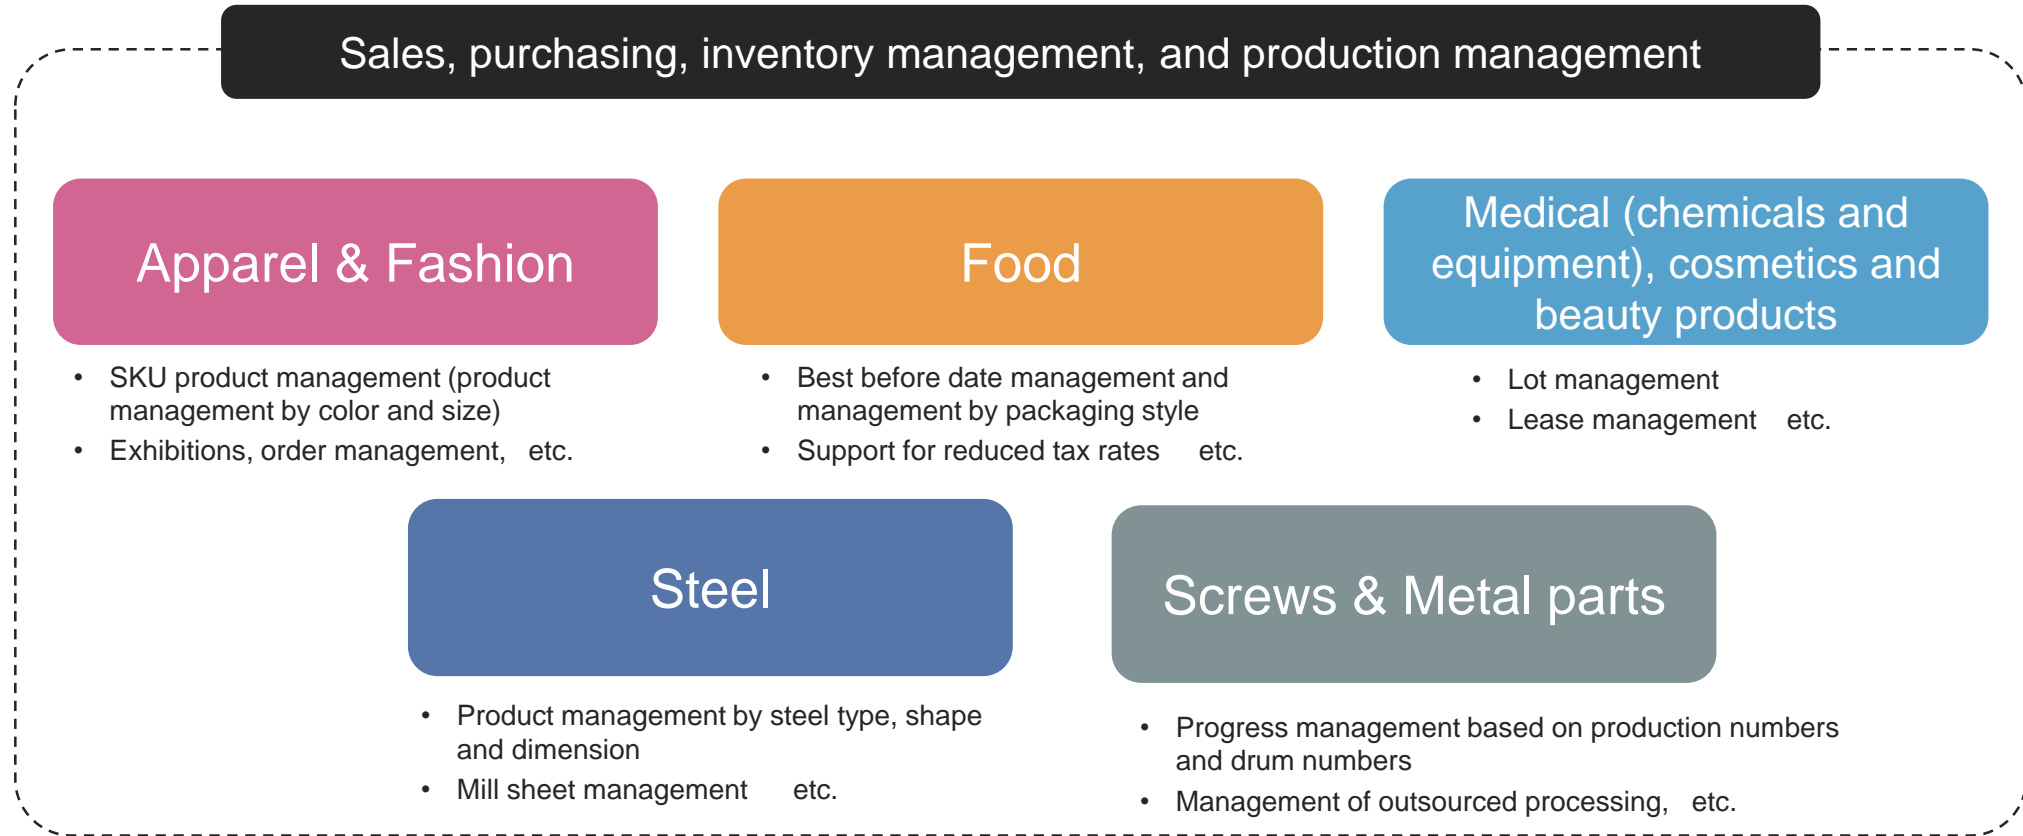 Sales, purchasing, inventory management, and production management
Apparel & Fashion
• SKU product management (product
management by color and size)
• Exhibitions, order management, etc.
Food
• Best before date management and
management by packaging style
• Support for reduced tax rates etc.
Medical (chemicals and
equipment), cosmetics and
beauty products
• Lot management
• Lease management etc.
Steel
• Product management by steel type, shape
and dimension
• Mill sheet management etc.
Screws & Metal parts
• Progress management based on production numbers
and drum numbers
• Management of outsourced processing, etc.